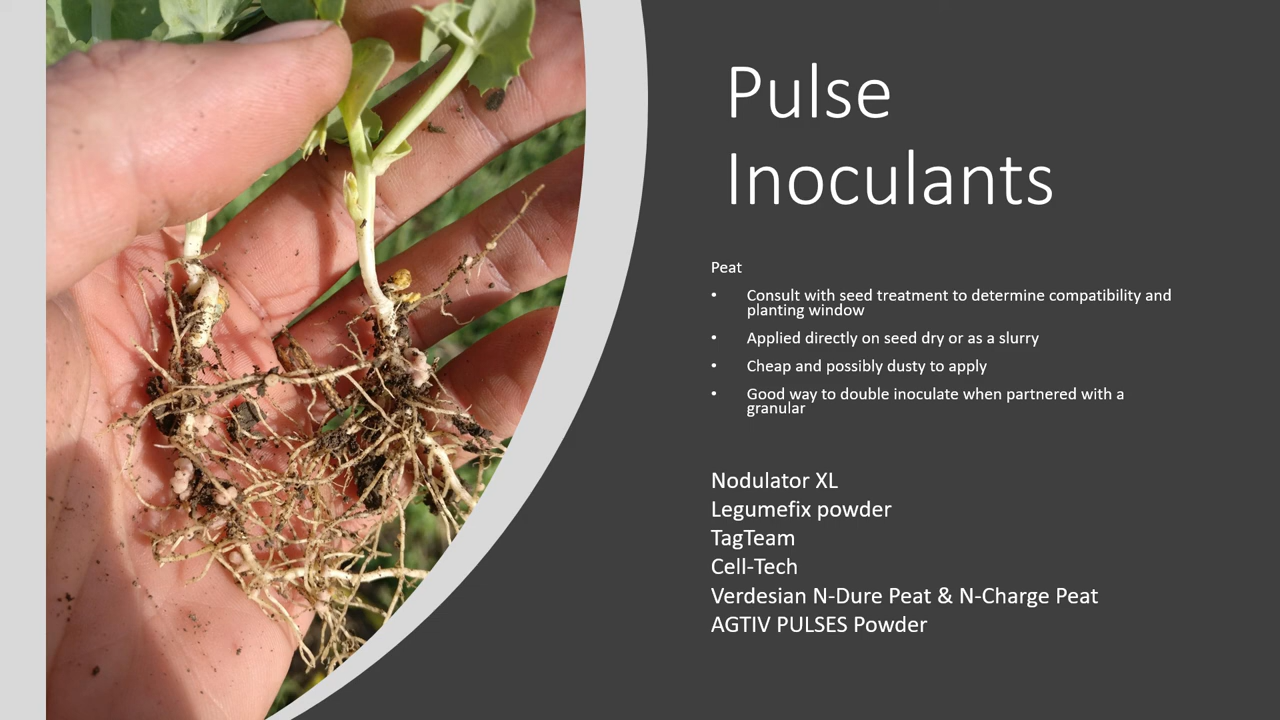 Pulse
Inoculants
Peat
• Consult with seed treatment to determine compatibility and
planting window
• Applied directly on seed dry or as a slurry
• Cheap and possibly dusty to apply
• Good way to double inoculate when partnered with a
granular
Nodulator XL
Legumefix powder
TagTeam
Cell-Tech
Verdesian N-Dure Peat & N-Charge Peat
AGTIV PULSES Powder